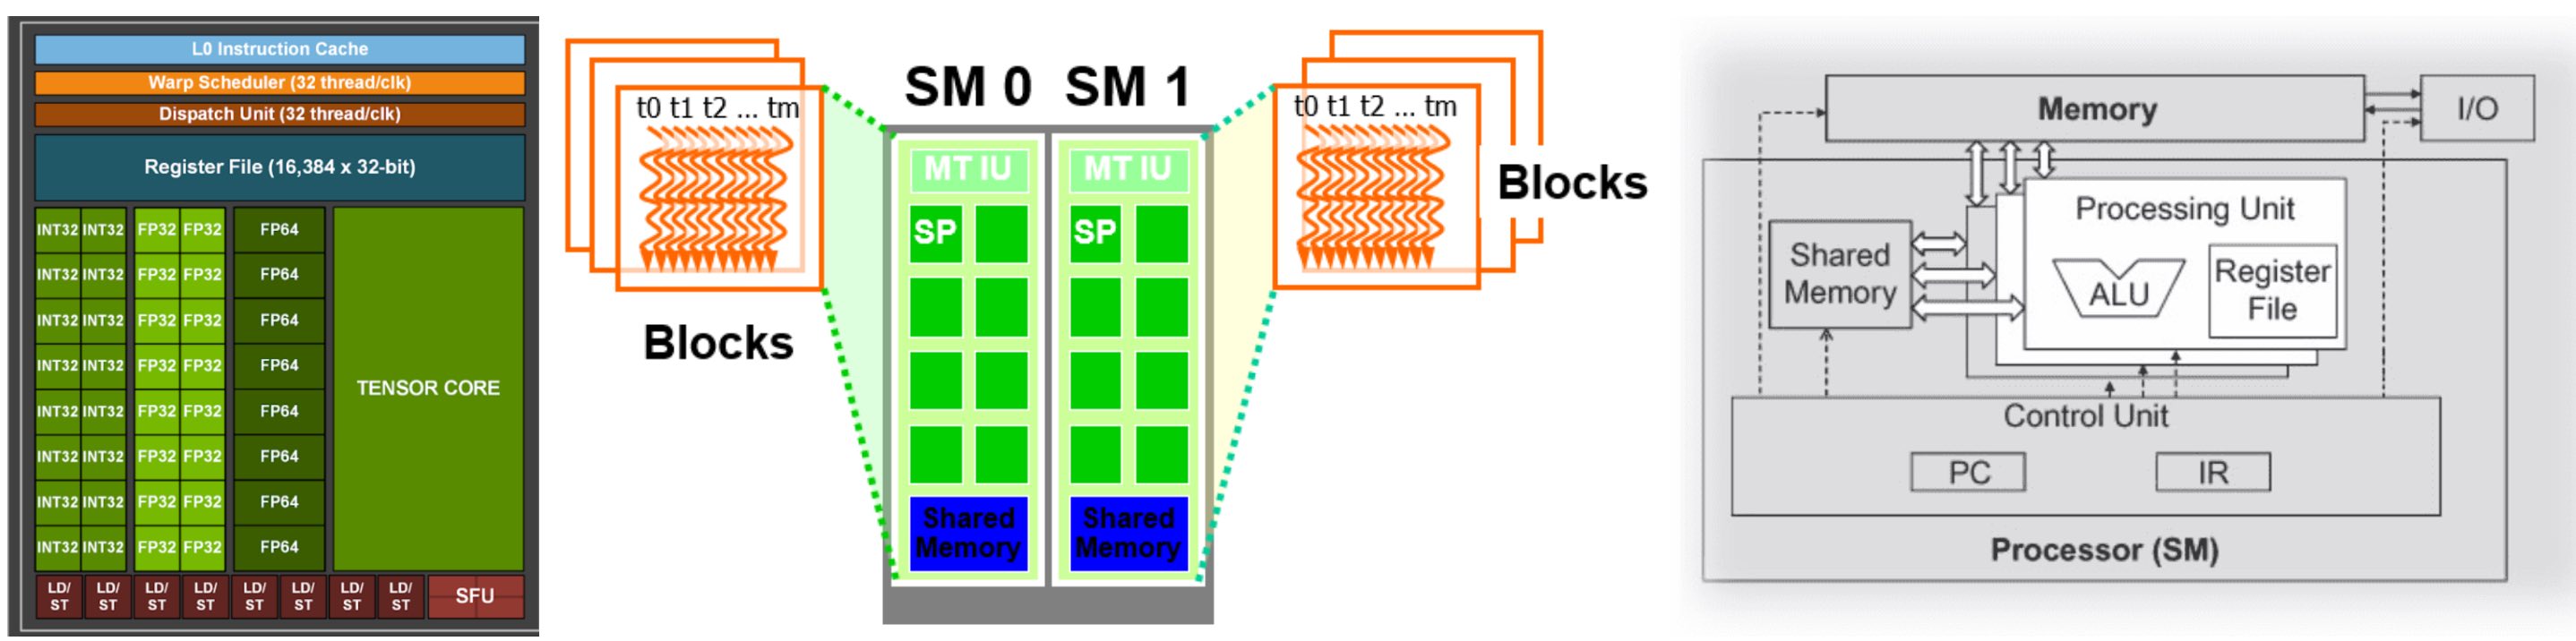 L0 Instruction Cache
Warp Scheduler (32 thread/clk)
Dispatch Unit (32 thread/clk)
Register File (16,384 x 32-bit)
INT32 INT32 FP32 FP32 FP64
INT32 INT32 FP32 FP32 FP64
INT32 INT32 FP32 FP32 FP64
INT32 INT32 FP32 FP32 FP64
INT32 INT32 FP32 FP32 FP64
INT32 INT32 FP32 FP32 FP64
INT32 INT32 FP32 FP32 FP64
INT32 INT32 FP32 FP32 FP64
TENSOR CORE
LD/ LD/ LD/ LD/ LD/ LD/ LD/ LD/
ST ST ST ST ST ST ST ST
SFU
t0 t1 t2 ... tm
Blocks
SM 0 SM 1
MT IU MT IU
SP SP
Shared Shared
Memory Memory
t0 t1 t2 ... tm
Blocks
Memory
I/O
Processing Unit
Shared
Memory
ALU
Register
File
Control Unit
PC IR
Processor (SM)